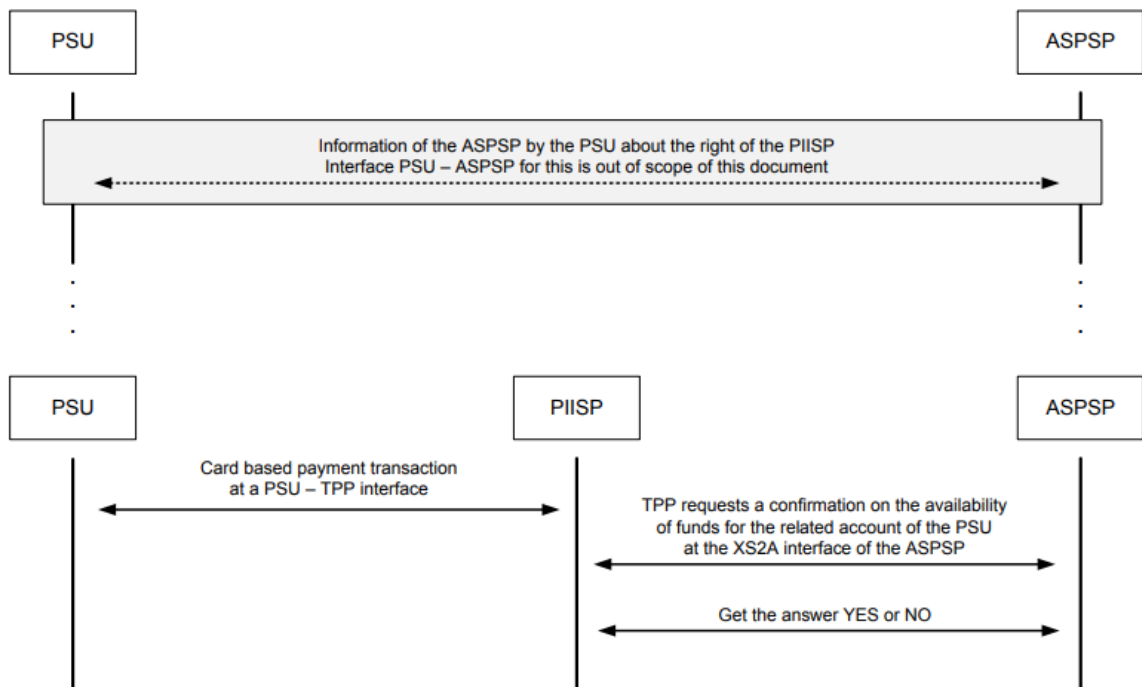 PSU
ASPSP
Information of the ASPSP by the PSU about the right of the PIISP
Interface PSU – ASPSP for this is out of scope of this document
PSU
PIISP
ASPSP
Card based payment transaction
at a PSU – TPP interface
TPP requests a confirmation on the availability
of funds for the related account of the PSU
at the XS2A interface of the ASPSP
Get the answer YES or NO